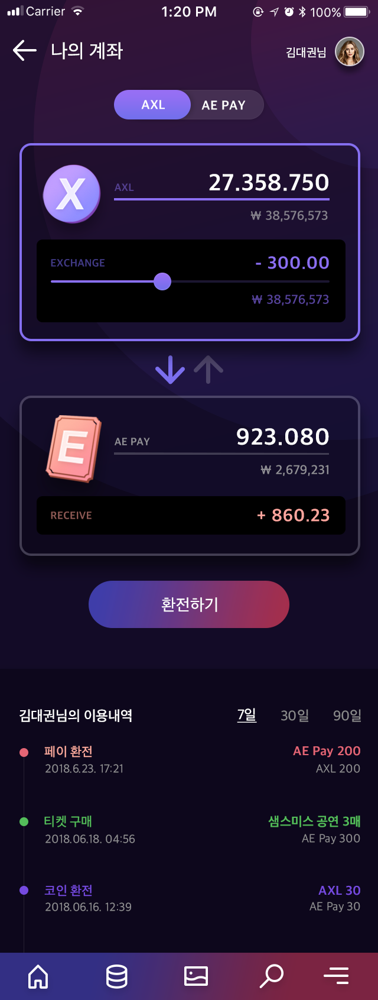 Carrier 1:20 PM 100%
나의 계좌 김대권님
AXL AE PAY
X
AXL 27.358.750
₩ 38,576,573
EXCHANGE - 300.00
₩ 38,576,573
E
AE PAY 923.080
₩ 2,679,231
RECEIVE + 860.23
환전하기
김대권님의 이용내역 7일 30일 90일
페이 환전 AE Pay 200
2018.6.23. 17:21 AXL 200
티켓 구매 샘스미스 공연 3매
2018.06.18. 04:56 AE Pay 300
코인 환전 AXL 30
2018.06.16. 12:39 AE Pay 30